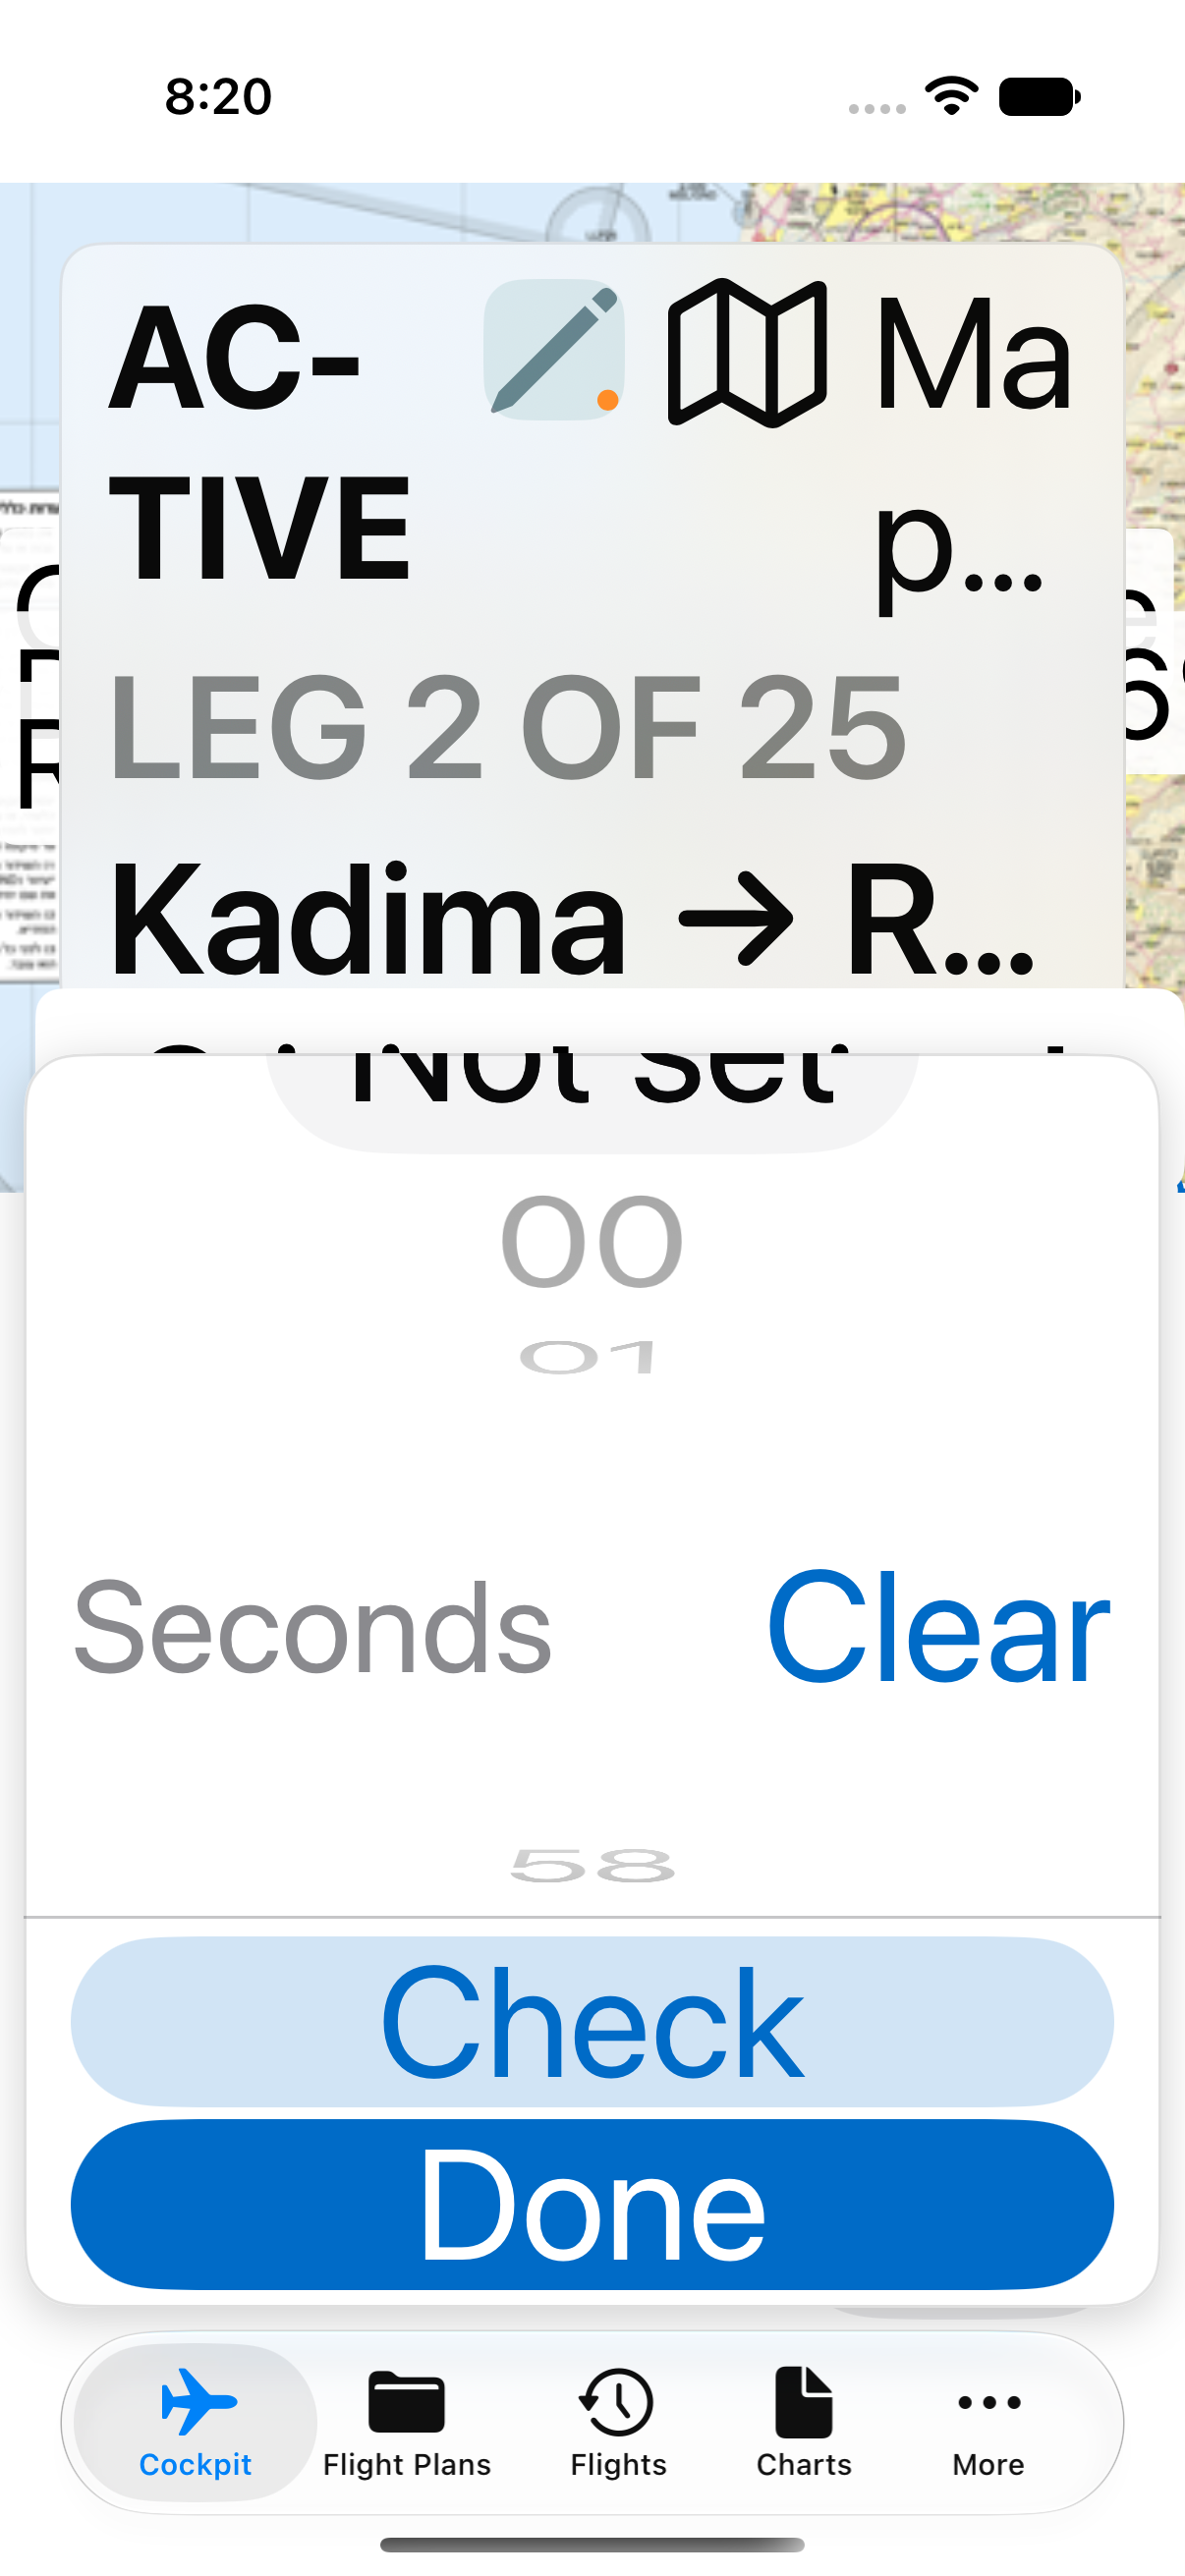 8:20
AC-
TIVE
Map...
LEG 2 OF 25
Kadima → R...
Not set
00
01
Seconds
Clear
58
Check
Done
Cockpit
Flight Plans
Flights
Charts
More